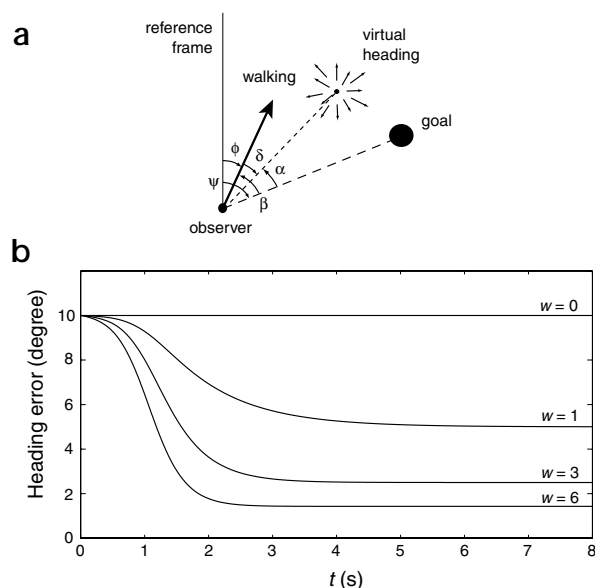 a
reference
frame
virtual
heading
walking
goal
ϕ
δ
α
ψ
β
observer
b
Heading error (degree)
10
8
6
4
2
0
w = 0
w = 1
w = 3
w = 6
0 1 2 3 4 5 6 7 8
t (s)